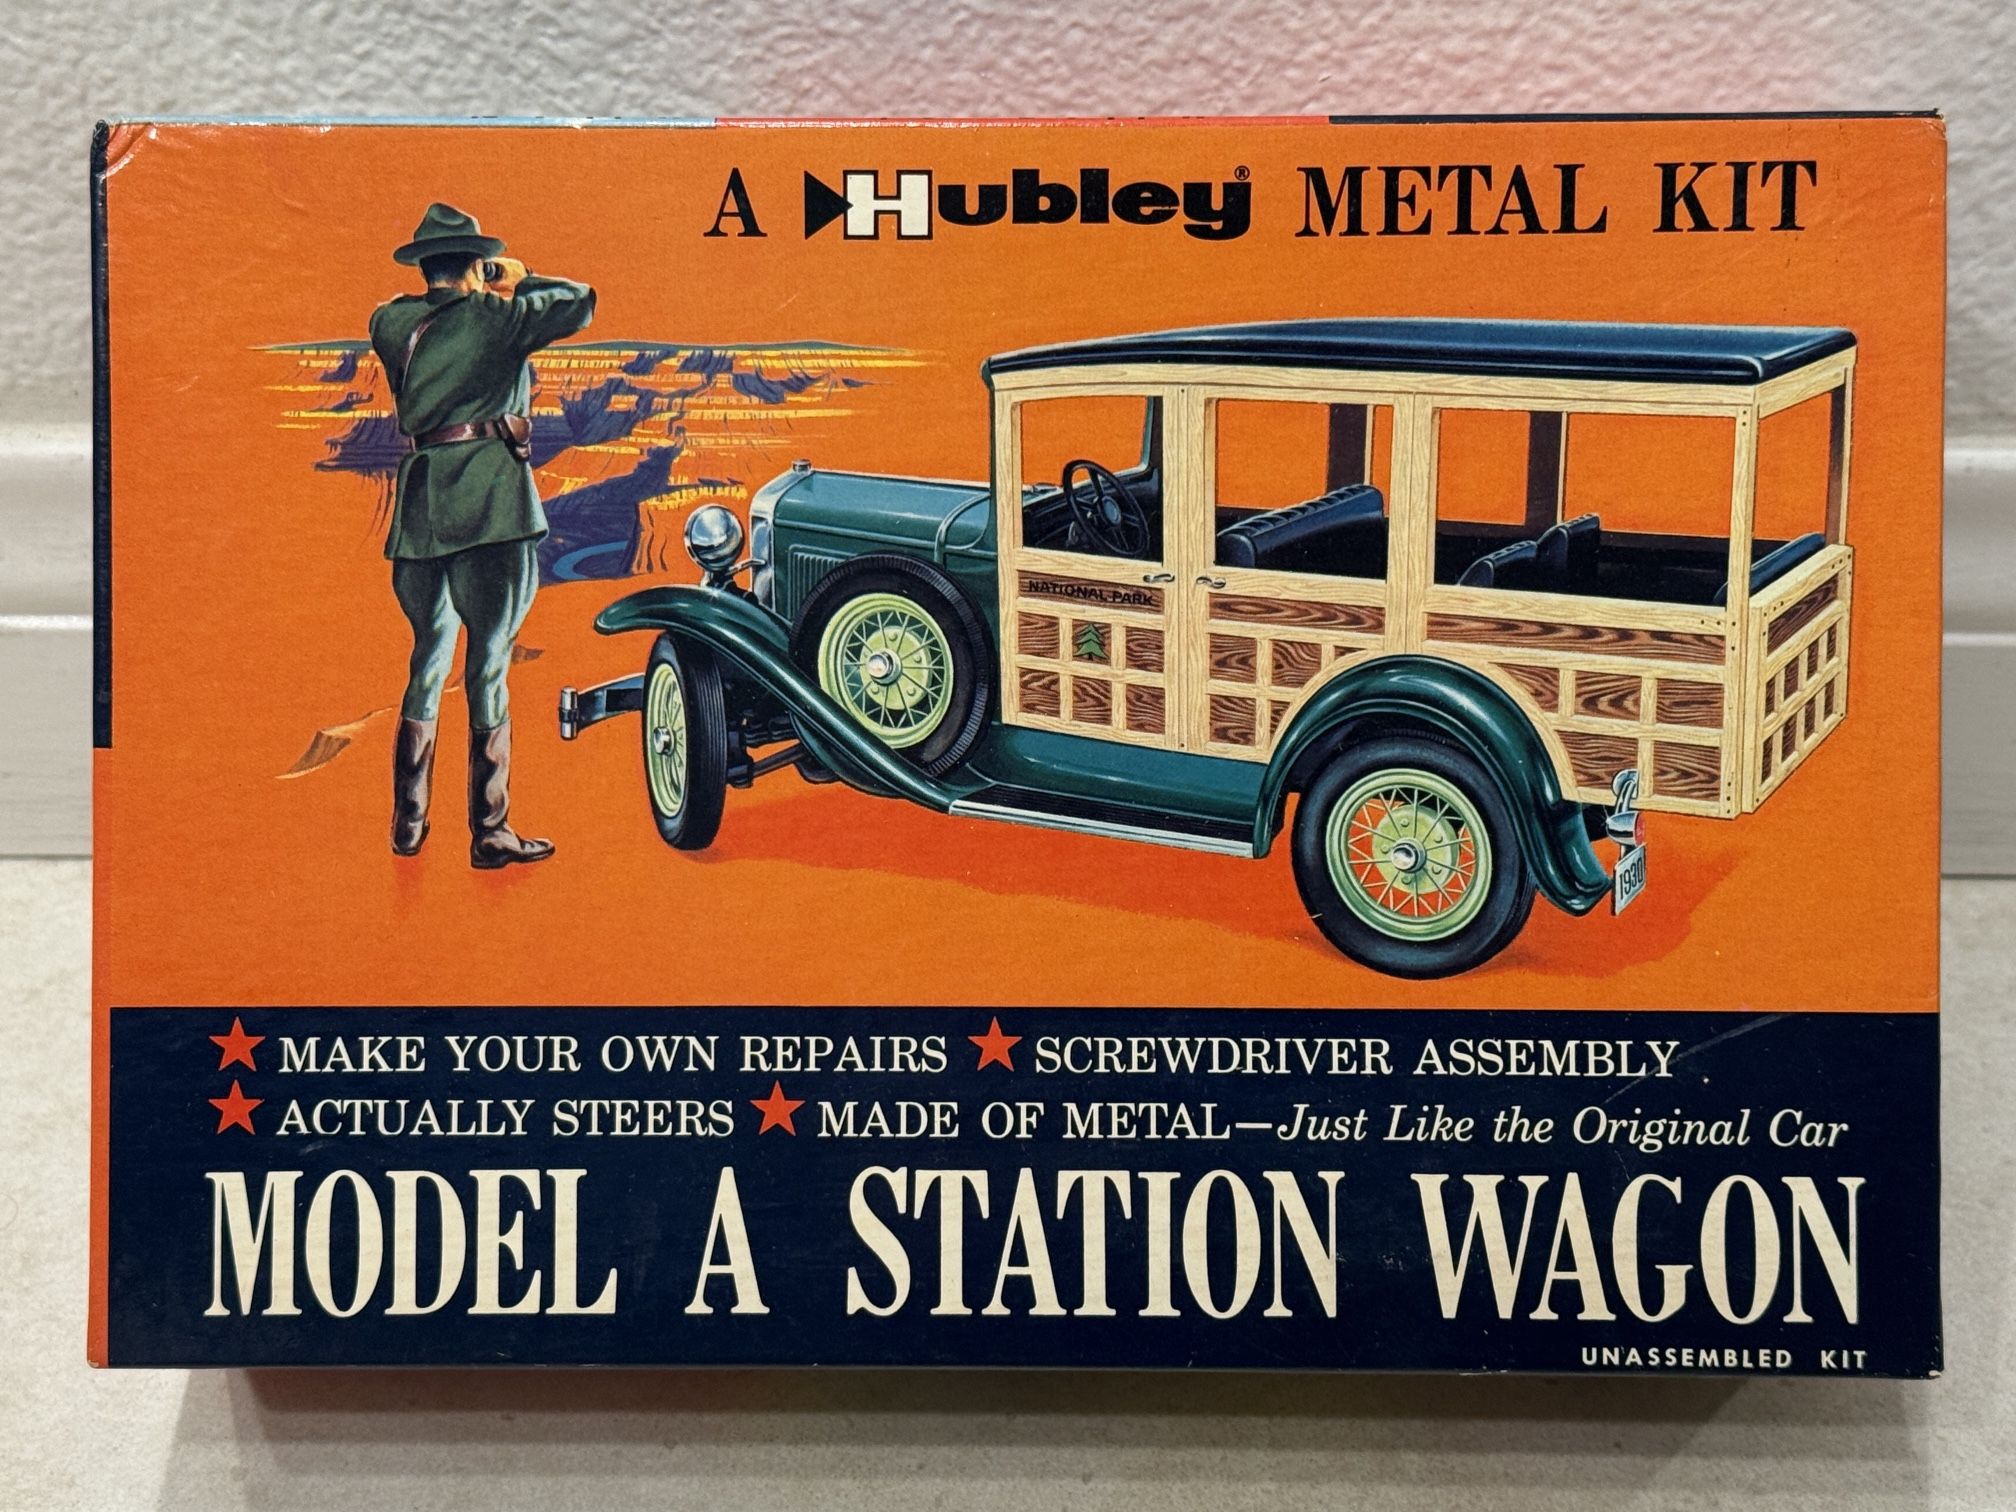 A Hubley® METAL KIT
NATIONAL PARK
1930
★ MAKE YOUR OWN REPAIRS ★ SCREWDRIVER ASSEMBLY
★ ACTUALLY STEERS ★ MADE OF METAL—Just Like the Original Car
MODEL A STATION WAGON
UNASSEMBLED KIT